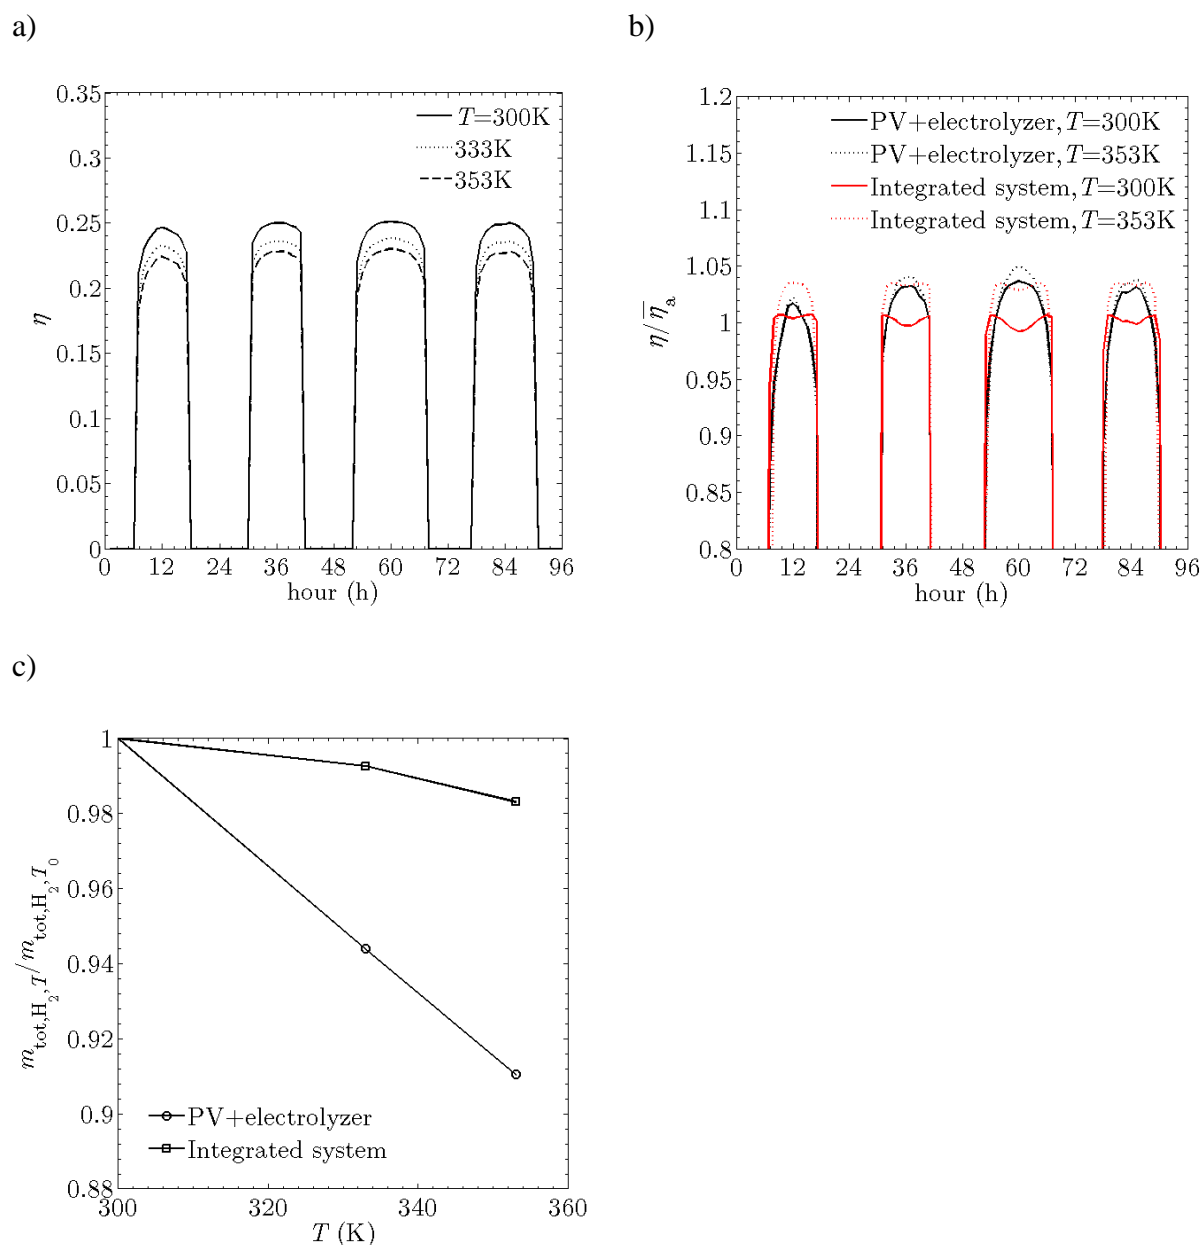 a)
b)
0.35
0.3
0.25
0.2
0.15
0.1
0.05
0
η
T=300K
333K
353K
0 12 24 36 48 60 72 84 96
hour (h)
1.2
1.15
1.1
1.05
1
0.95
0.9
0.85
0.8
η/η̅a
PV+electrolyzer, T=300K
PV+electrolyzer, T=353K
Integrated system, T=300K
Integrated system, T=353K
0 12 24 36 48 60 72 84 96
hour (h)
c)
1
0.98
0.96
0.94
0.92
0.9
0.88
m tot,H2,T/m tot,H2,T0
PV+electrolyzer
Integrated system
300 320 340 360
T (K)